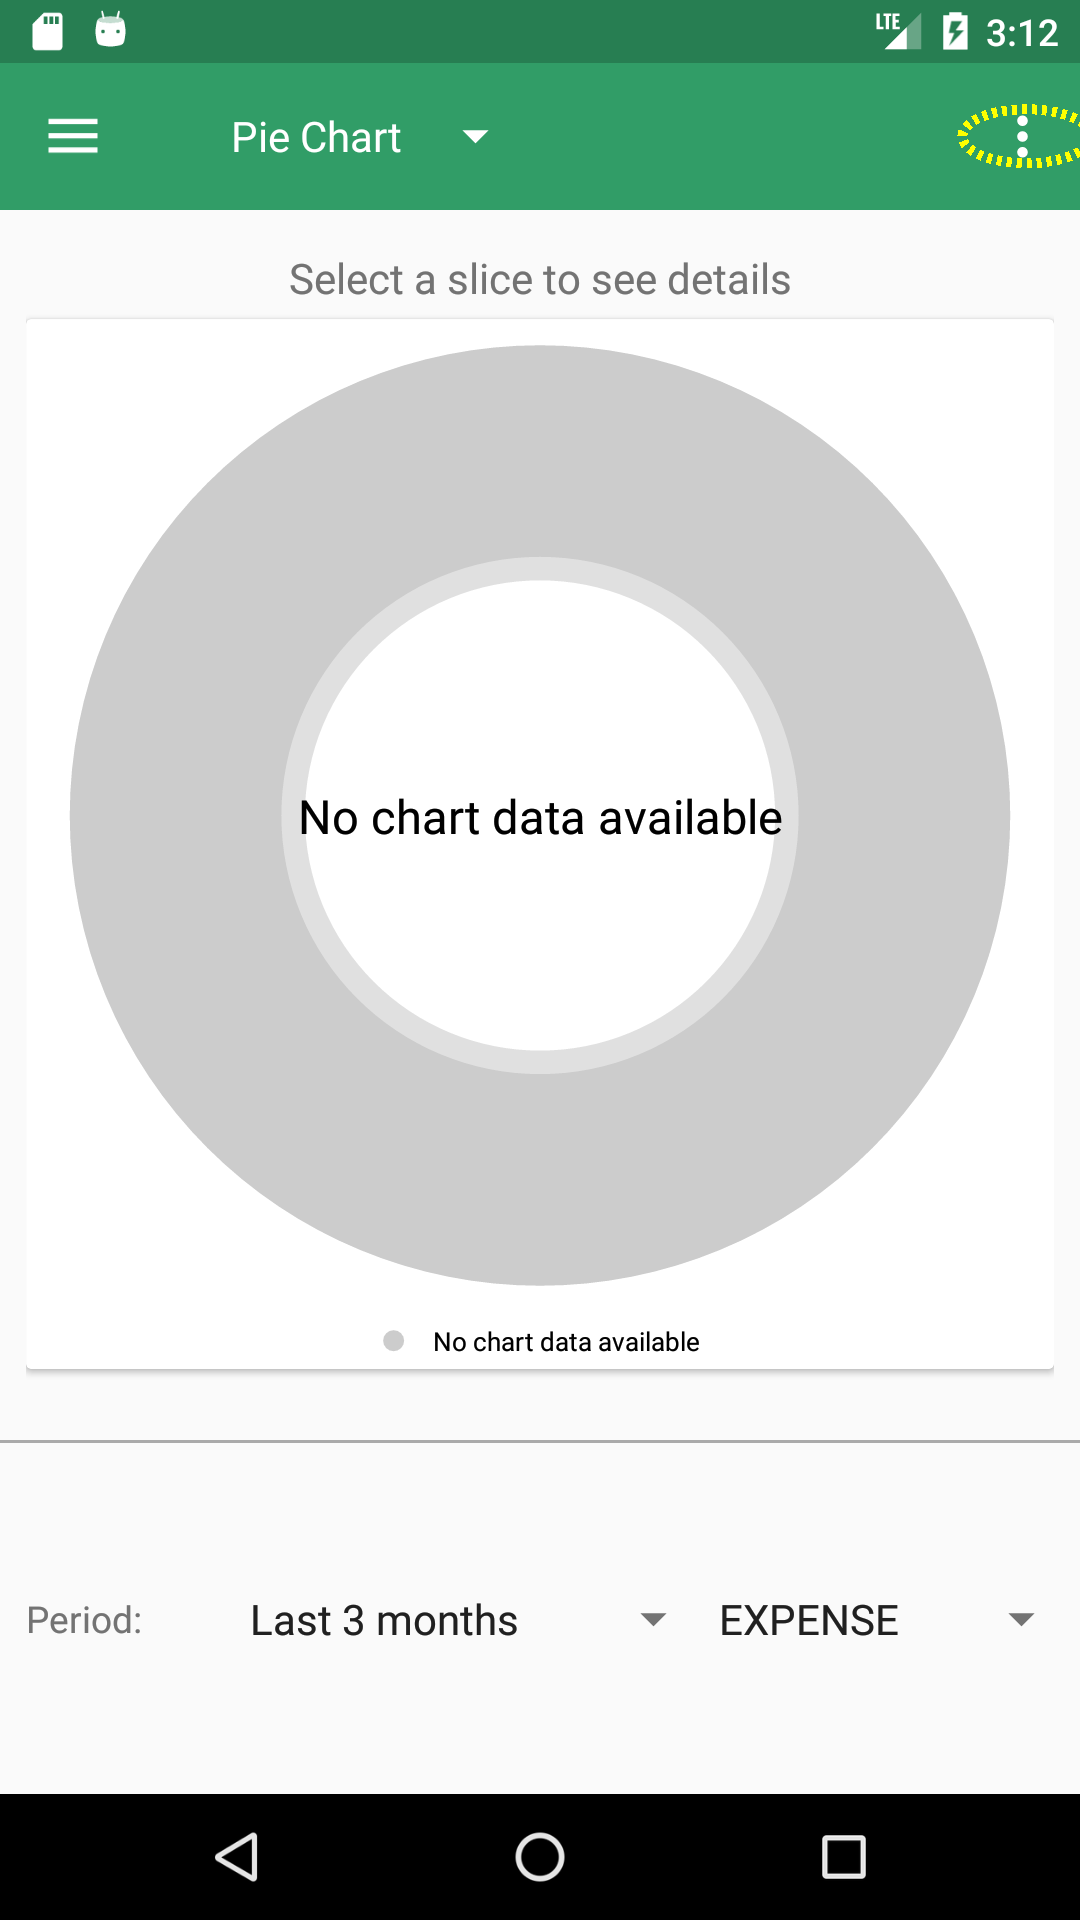 LTE 3:12
Pie Chart
Select a slice to see details
No chart data available
No chart data available
Period: Last 3 months EXPENSE